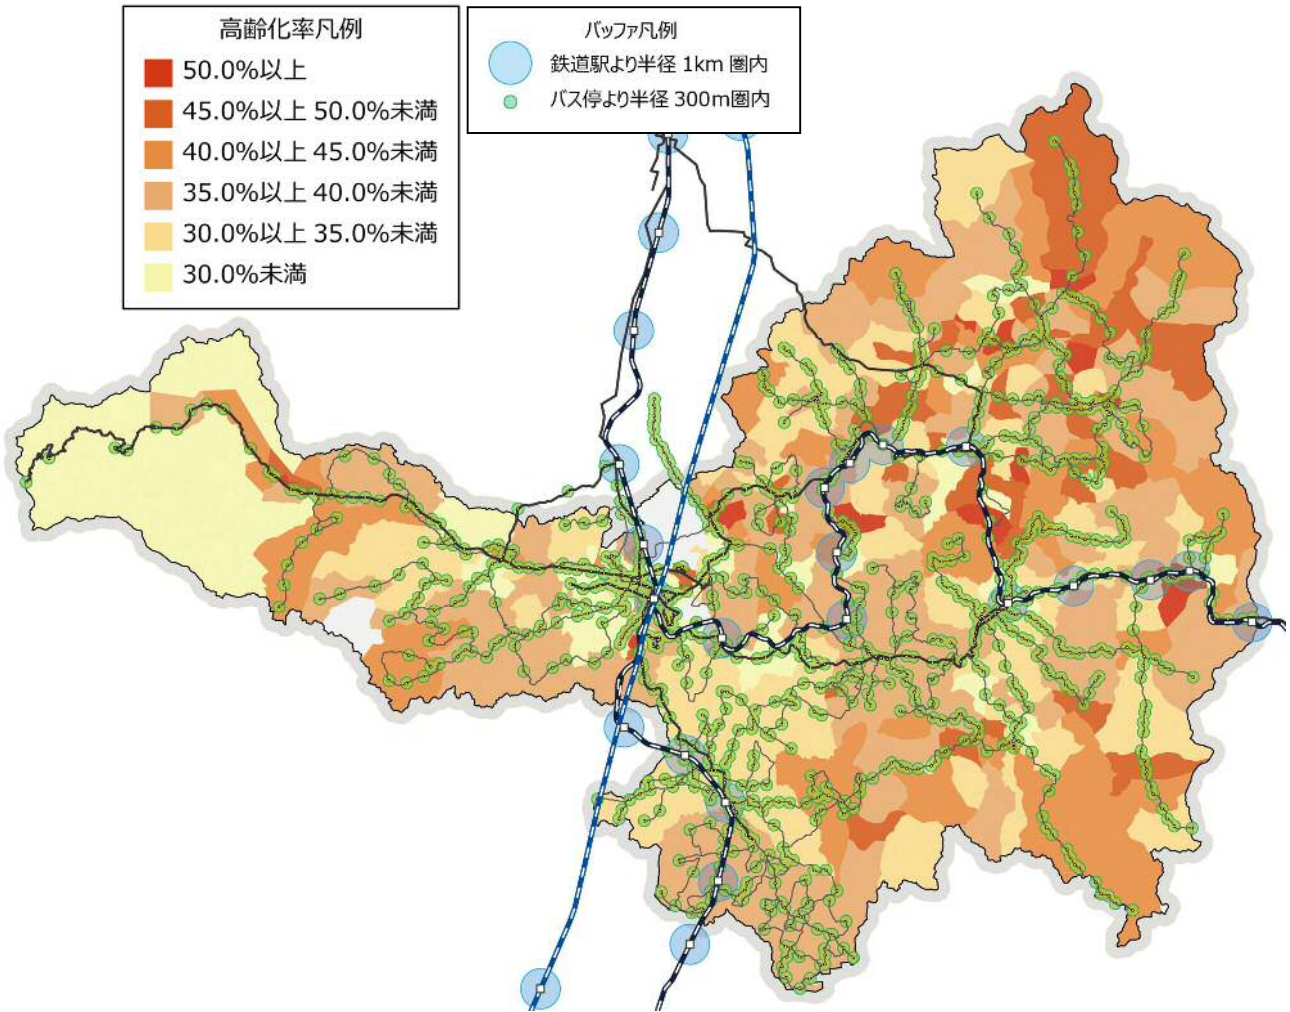 高齢化率凡例
50.0%以上
45.0%以上 50.0%未満
40.0%以上 45.0%未満
35.0%以上 40.0%未満
30.0%以上 35.0%未満
30.0%未満
バッファ凡例
鉄道駅より半径 1km 圏内
バス停より半径 300m圏内